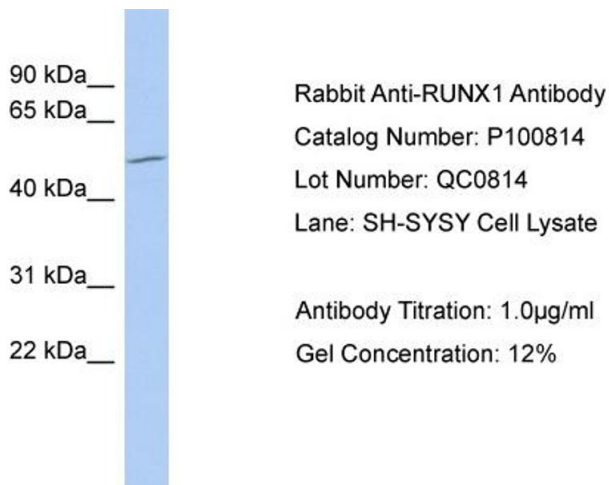 90 kDa
65 kDa
40 kDa
31 kDa
22 kDa
Rabbit Anti-RUNX1 Antibody
Catalog Number: P100814
Lot Number: QC0814
Lane: SH-SYSY Cell Lysate
Antibody Titration: 1.0µg/ml
Gel Concentration: 12%